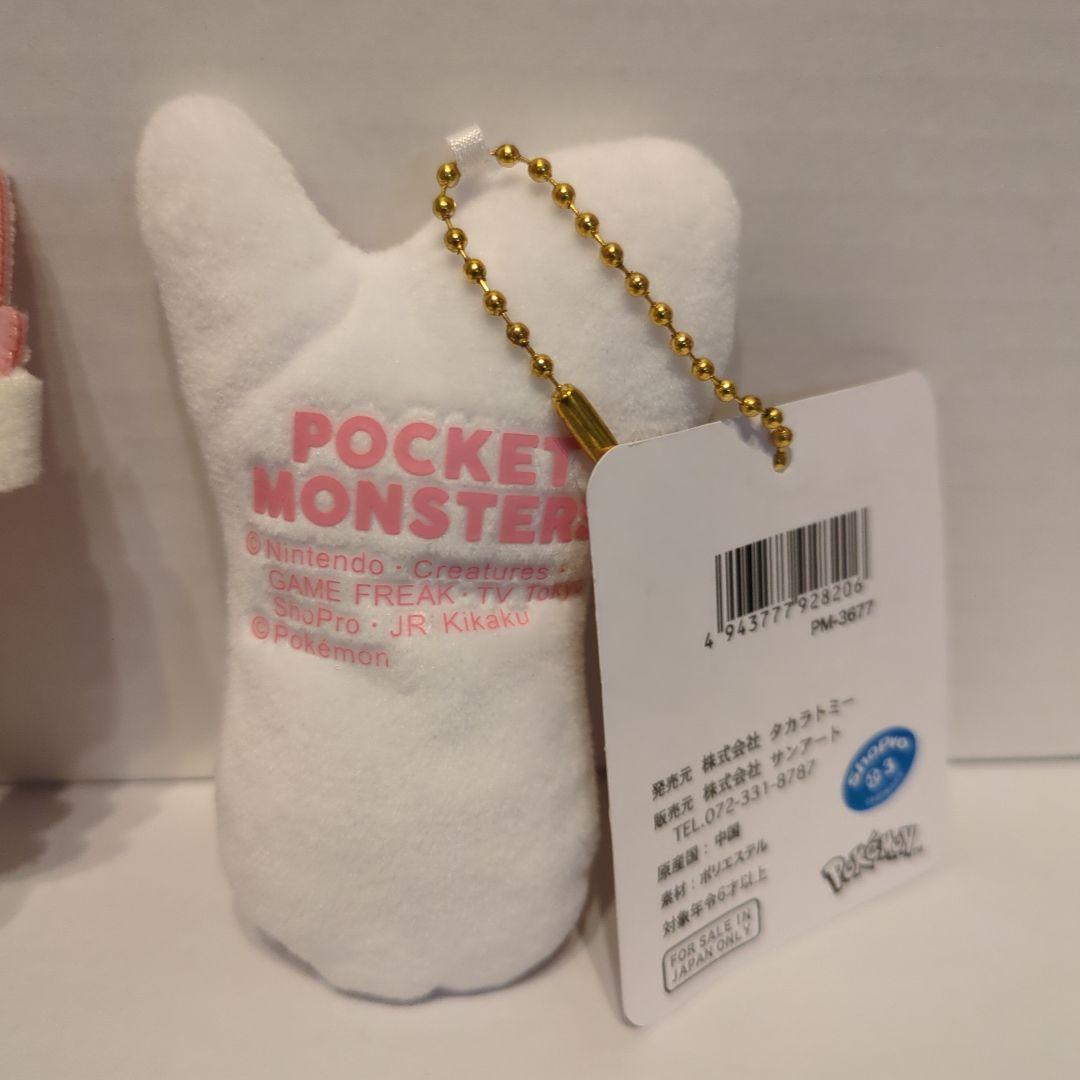 POCKET
MONSTERS
©Nintendo・Creatures・
GAME FREAK・TV Tokyo
ShoPro・JR Kikaku
©Pokémon
4 943777 928206
PM-3677
発売元 株式会社 タカラトミー
販売元 株式会社 サンアート
TEL.072-331-8787
原産国：中国
素材：ポリエステル
対象年令6才以上
FOR SALE IN
JAPAN ONLY
ShoPro
3
POKéMON